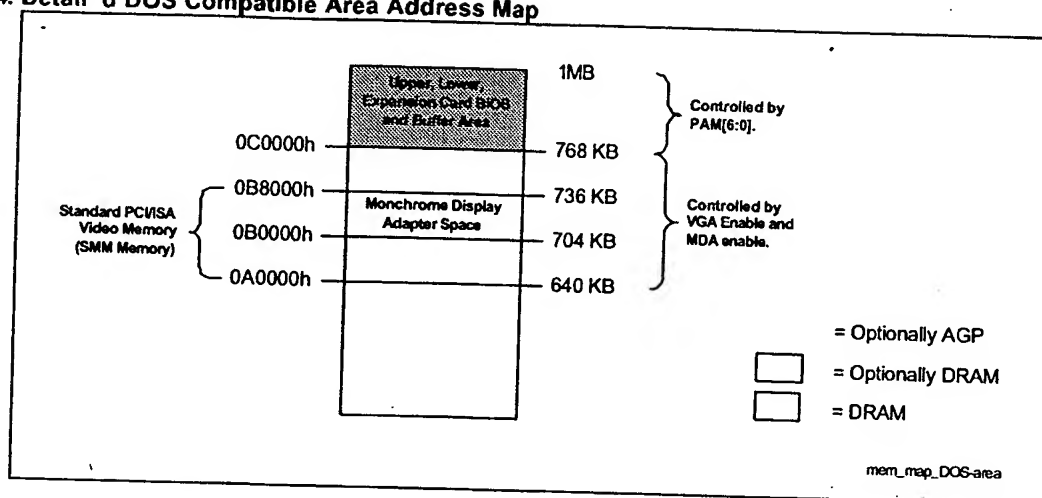 Detail d DOS Compatible Area Address Map
Upper, Lower,
Expansion Card BIOS
and Buffer Area
1MB
Controlled by
PAM[6:0].
0C0000h
768 KB
0B8000h
736 KB
Standard PCI/ISA
Video Memory
(SMM Memory)
Monochrome Display
Adapter Space
Controlled by
VGA Enable and
MDA enable.
0B0000h
704 KB
0A0000h
640 KB
= Optionally AGP
= Optionally DRAM
= DRAM
mem_map_DOS-area